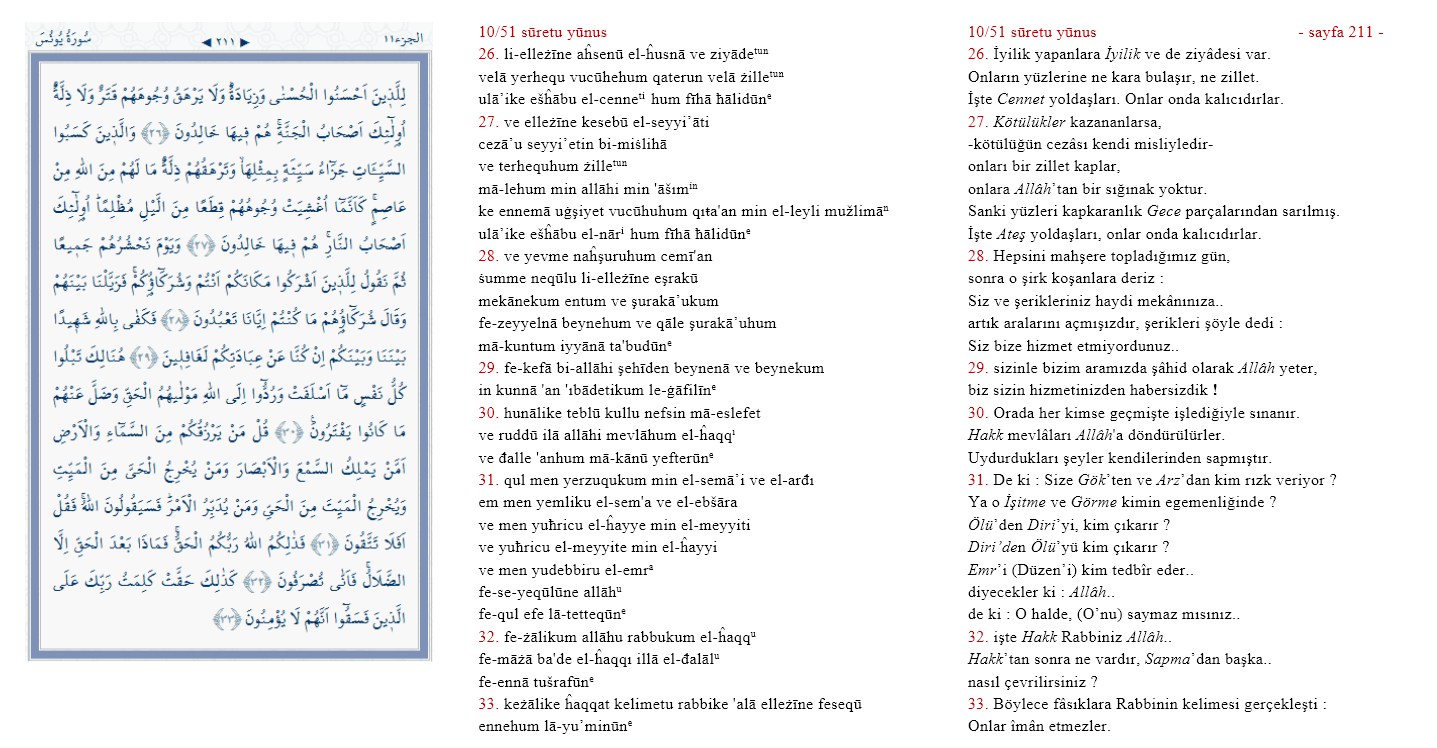 سُورَةُ يُونُسَ ◀ ٢١١ ▶ الجزء١١
لِلَّذٖينَ اَحْسَنُوا الْحُسْنٰى وَزِيَادَةٌؕ وَلَا يَرْهَقُ وُجُوهَهُمْ قَتَرٌ وَلَا ذِلَّةٌؕ
اُو۬لٰٓئِكَ اَصْحَابُ الْجَنَّةِۚ هُمْ فٖيهَا خَالِدُونَ ﴿٢٦﴾ وَالَّذٖينَ كَسَبُوا
السَّيِّـَٔاتِ جَزَٓاءُ سَيِّئَةٍ بِمِثْلِهَاۙ وَتَرْهَقُهُمْ ذِلَّةٌؕ مَا لَهُمْ مِنَ اللّٰهِ مِنْ
عَاصِمٍۚ كَاَنَّمَٓا اُغْشِيَتْ وُجُوهُهُمْ قِطَعًا مِنَ الَّيْلِ مُظْلِمًاؕ اُو۬لٰٓئِكَ
اَصْحَابُ النَّارِۚ هُمْ فٖيهَا خَالِدُونَ ﴿٢٧﴾ وَيَوْمَ نَحْشُرُهُمْ جَمٖيعًا
ثُمَّ نَقُولُ لِلَّذٖينَ اَشْرَكُوا مَكَانَكُمْ اَنْتُمْ وَشُرَكَٓاؤُ۬كُمْۚ فَزَيَّلْنَا بَيْنَهُمْ
وَقَالَ شُرَكَٓاؤُ۬هُمْ مَا كُنْتُمْ اِيَّانَا تَعْبُدُونَ ﴿٢٨﴾ فَكَفٰى بِاللّٰهِ شَهٖيدًا
بَيْنَنَا وَبَيْنَكُمْ اِنْ كُنَّا عَنْ عِبَادَتِكُمْ لَغَافِلٖينَ ﴿٢٩﴾ هُنَالِكَ تَبْلُوا
كُلُّ نَفْسٍ مَٓا اَسْلَفَتْ وَرُدُّٓوا اِلَى اللّٰهِ مَوْلٰيهُمُ الْحَقِّ وَضَلَّ عَنْهُمْ
مَا كَانُوا يَفْتَرُونَ۟ ﴿٣٠﴾ قُلْ مَنْ يَرْزُقُكُمْ مِنَ السَّمَٓاءِ وَالْاَرْضِ
اَمَّنْ يَمْلِكُ السَّمْعَ وَالْاَبْصَارَ وَمَنْ يُخْرِجُ الْحَيَّ مِنَ الْمَيِّتِ
وَيُخْرِجُ الْمَيِّتَ مِنَ الْحَيِّ وَمَنْ يُدَبِّرُ الْاَمْرَؕ فَسَيَقُولُونَ اللّٰهُۚ فَقُلْ
اَفَلَا تَتَّقُونَ ﴿٣١﴾ فَذٰلِكُمُ اللّٰهُ رَبُّكُمُ الْحَقُّۚ فَمَاذَا بَعْدَ الْحَقِّ اِلَّا
الضَّلَالُۚ فَاَنّٰى تُصْرَفُونَ ﴿٣٢﴾ كَذٰلِكَ حَقَّتْ كَلِمَتُ رَبِّكَ عَلَى
الَّذٖينَ فَسَقُٓوا اَنَّهُمْ لَا يُؤْمِنُونَ ﴿٣٣﴾
10/51 sūretu yūnus
26. li-elleżīne aĥsenū el-ĥusnā ve ziyādeᵗᵘⁿ
velā yerhequ vucūhehum qaterun velā żilleᵗᵘⁿ
ulā’ike ešĥābu el-cenneᵗⁱ hum fīhā ħālidūnᵉ
27. ve elleżīne kesebū el-seyyi’āti
cezā’u seyyi’etin bi-miṡlihā
ve terhequhum żilleᵗᵘⁿ
mā-lehum min allāhi min 'āšımⁱⁿ
ke ennemā uġşiyet vucūhuhum qıŧa'an min el-leyli mužlimāⁿ
ulā’ike ešĥābu el-nārⁱ hum fīhā ħālidūnᵉ
28. ve yevme naĥşuruhum cemī'an
ṡumme neqūlu li-elleżīne eşrakū
mekānekum entum ve şurakā’ukum
fe-zeyyelnā beynehum ve qāle şurakā’uhum
mā-kuntum iyyānā ta'budūnᵉ
29. fe-kefā bi-allāhi şehīden beynenā ve beynekum
in kunnā 'an 'ıbādetikum le-ġāfilīnᵉ
30. hunālike teblū kullu nefsin mā-eslefet
ve ruddū ilā allāhi mevlāhum el-ĥaqqᶦ
ve đalle 'anhum mā-kānū yefterūnᵉ
31. qul men yerzuqukum min el-semā’i ve el-arđı
em men yemliku el-sem'a ve el-ebšāra
ve men yuħricu el-ĥayye min el-meyyiti
ve yuħricu el-meyyite min el-ĥayyi
ve men yudebbiru el-emrᵃ
fe-se-yeqūlūne allāhᵘ
fe-qul efe lā-tetteqūnᵉ
32. fe-żālikum allāhu rabbukum el-ĥaqqᵘ
fe-māżā ba'de el-ĥaqqı illā el-đalālᵘ
fe-ennā tušrafūnᵉ
33. keżālike ĥaqqat kelimetu rabbike 'alā elleżīne feseqū
ennehum lā-yu’minūnᵉ
10/51 sūretu yūnus - sayfa 211 -
26. İyilik yapanlara İyilik ve de ziyâdesi var.
Onların yüzlerine ne kara bulaşır, ne zillet.
İşte Cennet yoldaşları. Onlar onda kalıcıdırlar.
27. Kötülükler kazananlarsa,
-kötülüğün cezâsı kendi misliyledir-
onları bir zillet kaplar,
onlara Allâh’tan bir sığınak yoktur.
Sanki yüzleri kapkaranlık Gece parçalarından sarılmış.
İşte Ateş yoldaşları, onlar onda kalıcıdırlar.
28. Hepsini mahşere topladığımız gün,
sonra o şirk koşanlara deriz :
Siz ve şerikleriniz haydi mekânınıza..
artık aralarını açmışızdır, şerikleri şöyle dedi :
Siz bize hizmet etmiyordunuz..
29. sizinle bizim aramızda şâhid olarak Allâh yeter,
biz sizin hizmetinizden habersizdik !
30. Orada her kimse geçmişte işlediğiyle sınanır.
Hakk mevlâları Allâh'a döndürülürler.
Uydurdukları şeyler kendilerinden sapmıştır.
31. De ki : Size Gök’ten ve Arz’dan kim rızk veriyor ?
Ya o İşitme ve Görme kimin egemenliğinde ?
Ölü’den Diri’yi, kim çıkarır ?
Diri’den Ölü’yü kim çıkarır ?
Emr’i (Düzen’i) kim tedbîr eder..
diyecekler ki : Allâh..
de ki : O halde, (O’nu) saymaz mısınız..
32. işte Hakk Rabbiniz Allâh..
Hakk’tan sonra ne vardır, Sapma’dan başka..
nasıl çevrilirsiniz ?
33. Böylece fâsıklara Rabbinin kelimesi gerçekleşti :
Onlar îmân etmezler.